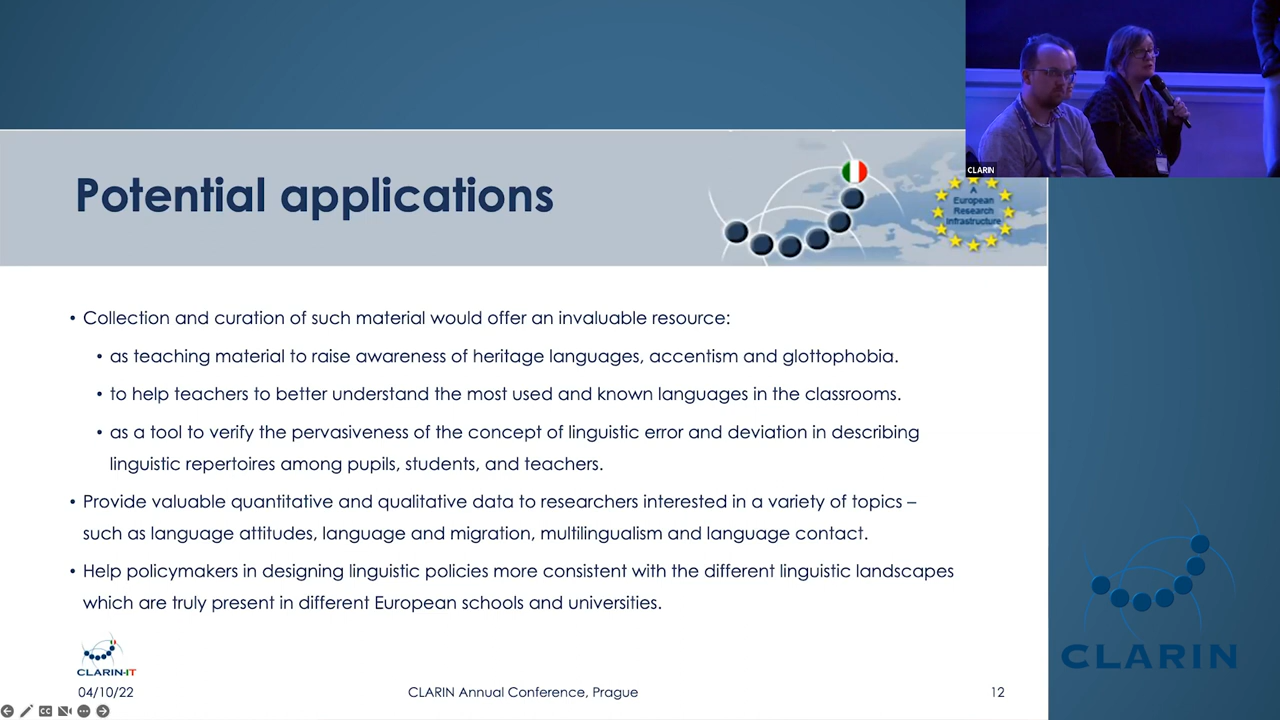 CLARIN
Potential applications
A
European
Research
Infrastructure
• Collection and curation of such material would offer an invaluable resource:
• as teaching material to raise awareness of heritage languages, accentism and glottophobia.
• to help teachers to better understand the most used and known languages in the classrooms.
• as a tool to verify the pervasiveness of the concept of linguistic error and deviation in describing
linguistic repertoires among pupils, students, and teachers.
• Provide valuable quantitative and qualitative data to researchers interested in a variety of topics –
such as language attitudes, language and migration, multilingualism and language contact.
• Help policymakers in designing linguistic policies more consistent with the different linguistic landscapes
which are truly present in different European schools and universities.
CLARIN-IT
04/10/22
CLARIN Annual Conference, Prague
12
CLARIN
CC